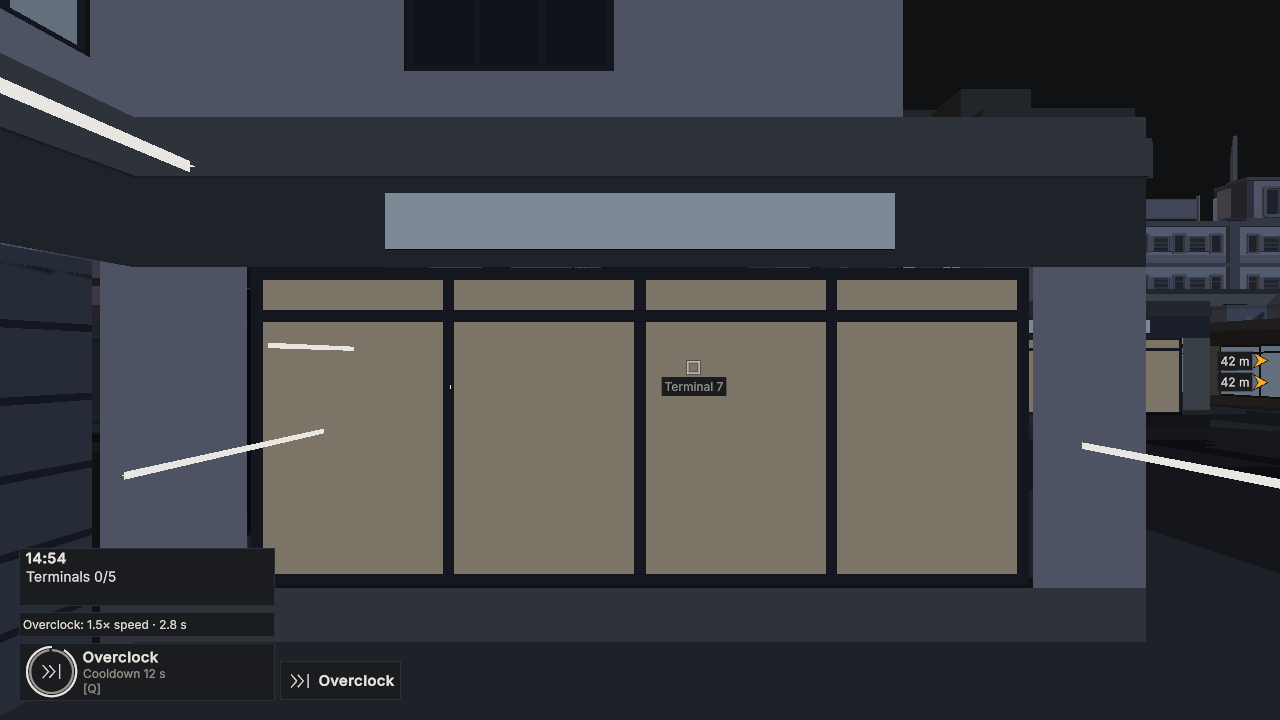 Terminal 7
42 m
42 m
14:54
Terminals 0/5
Overclock: 1.5× speed · 2.8 s
Overclock
Cooldown 12 s
[Q]
Overclock